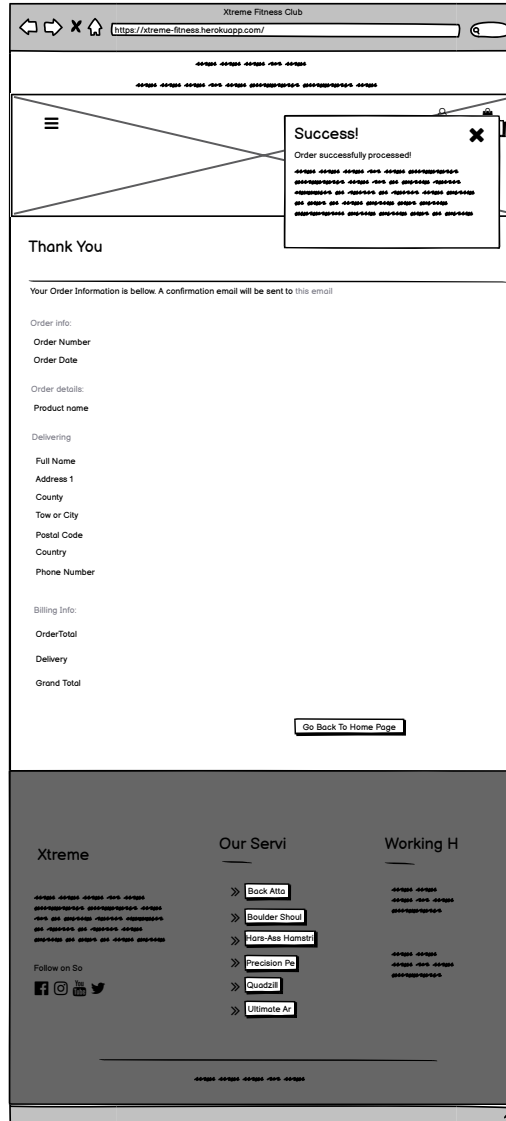 Xtreme Fitness Club
https://xtreme-fitness.herokuapp.com/
Success!
Order successfully processed!
Thank You
Your Order Information is bellow. A confirmation email will be sent to this email
Order info:
Order Number
Order Date
Order details:
Product name
Delivering
Full Name
Address 1
County
Tow or City
Postal Code
Country
Phone Number
Billing Info:
OrderTotal
Delivery
Grand Total
Go Back To Home Page
Xtreme
Follow on So
You
Tube
Our Servi
Back Atta
Boulder Shoul
Hars-Ass Hamstri
Precision Pe
Quadzill
Ultimate Ar
Working H